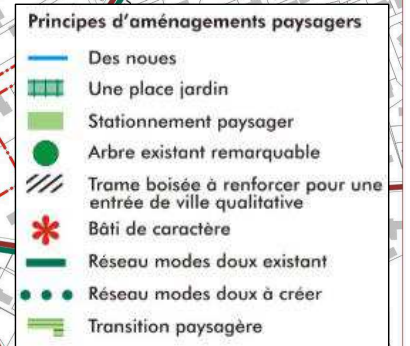 Principes d'aménagements paysagers
Des noues
Une place jardin
Stationnement paysager
Arbre existant remarquable
Trame boisée à renforcer pour une
entrée de ville qualitative
Bâti de caractère
Réseau modes doux existant
Réseau modes doux à créer
Transition paysagère